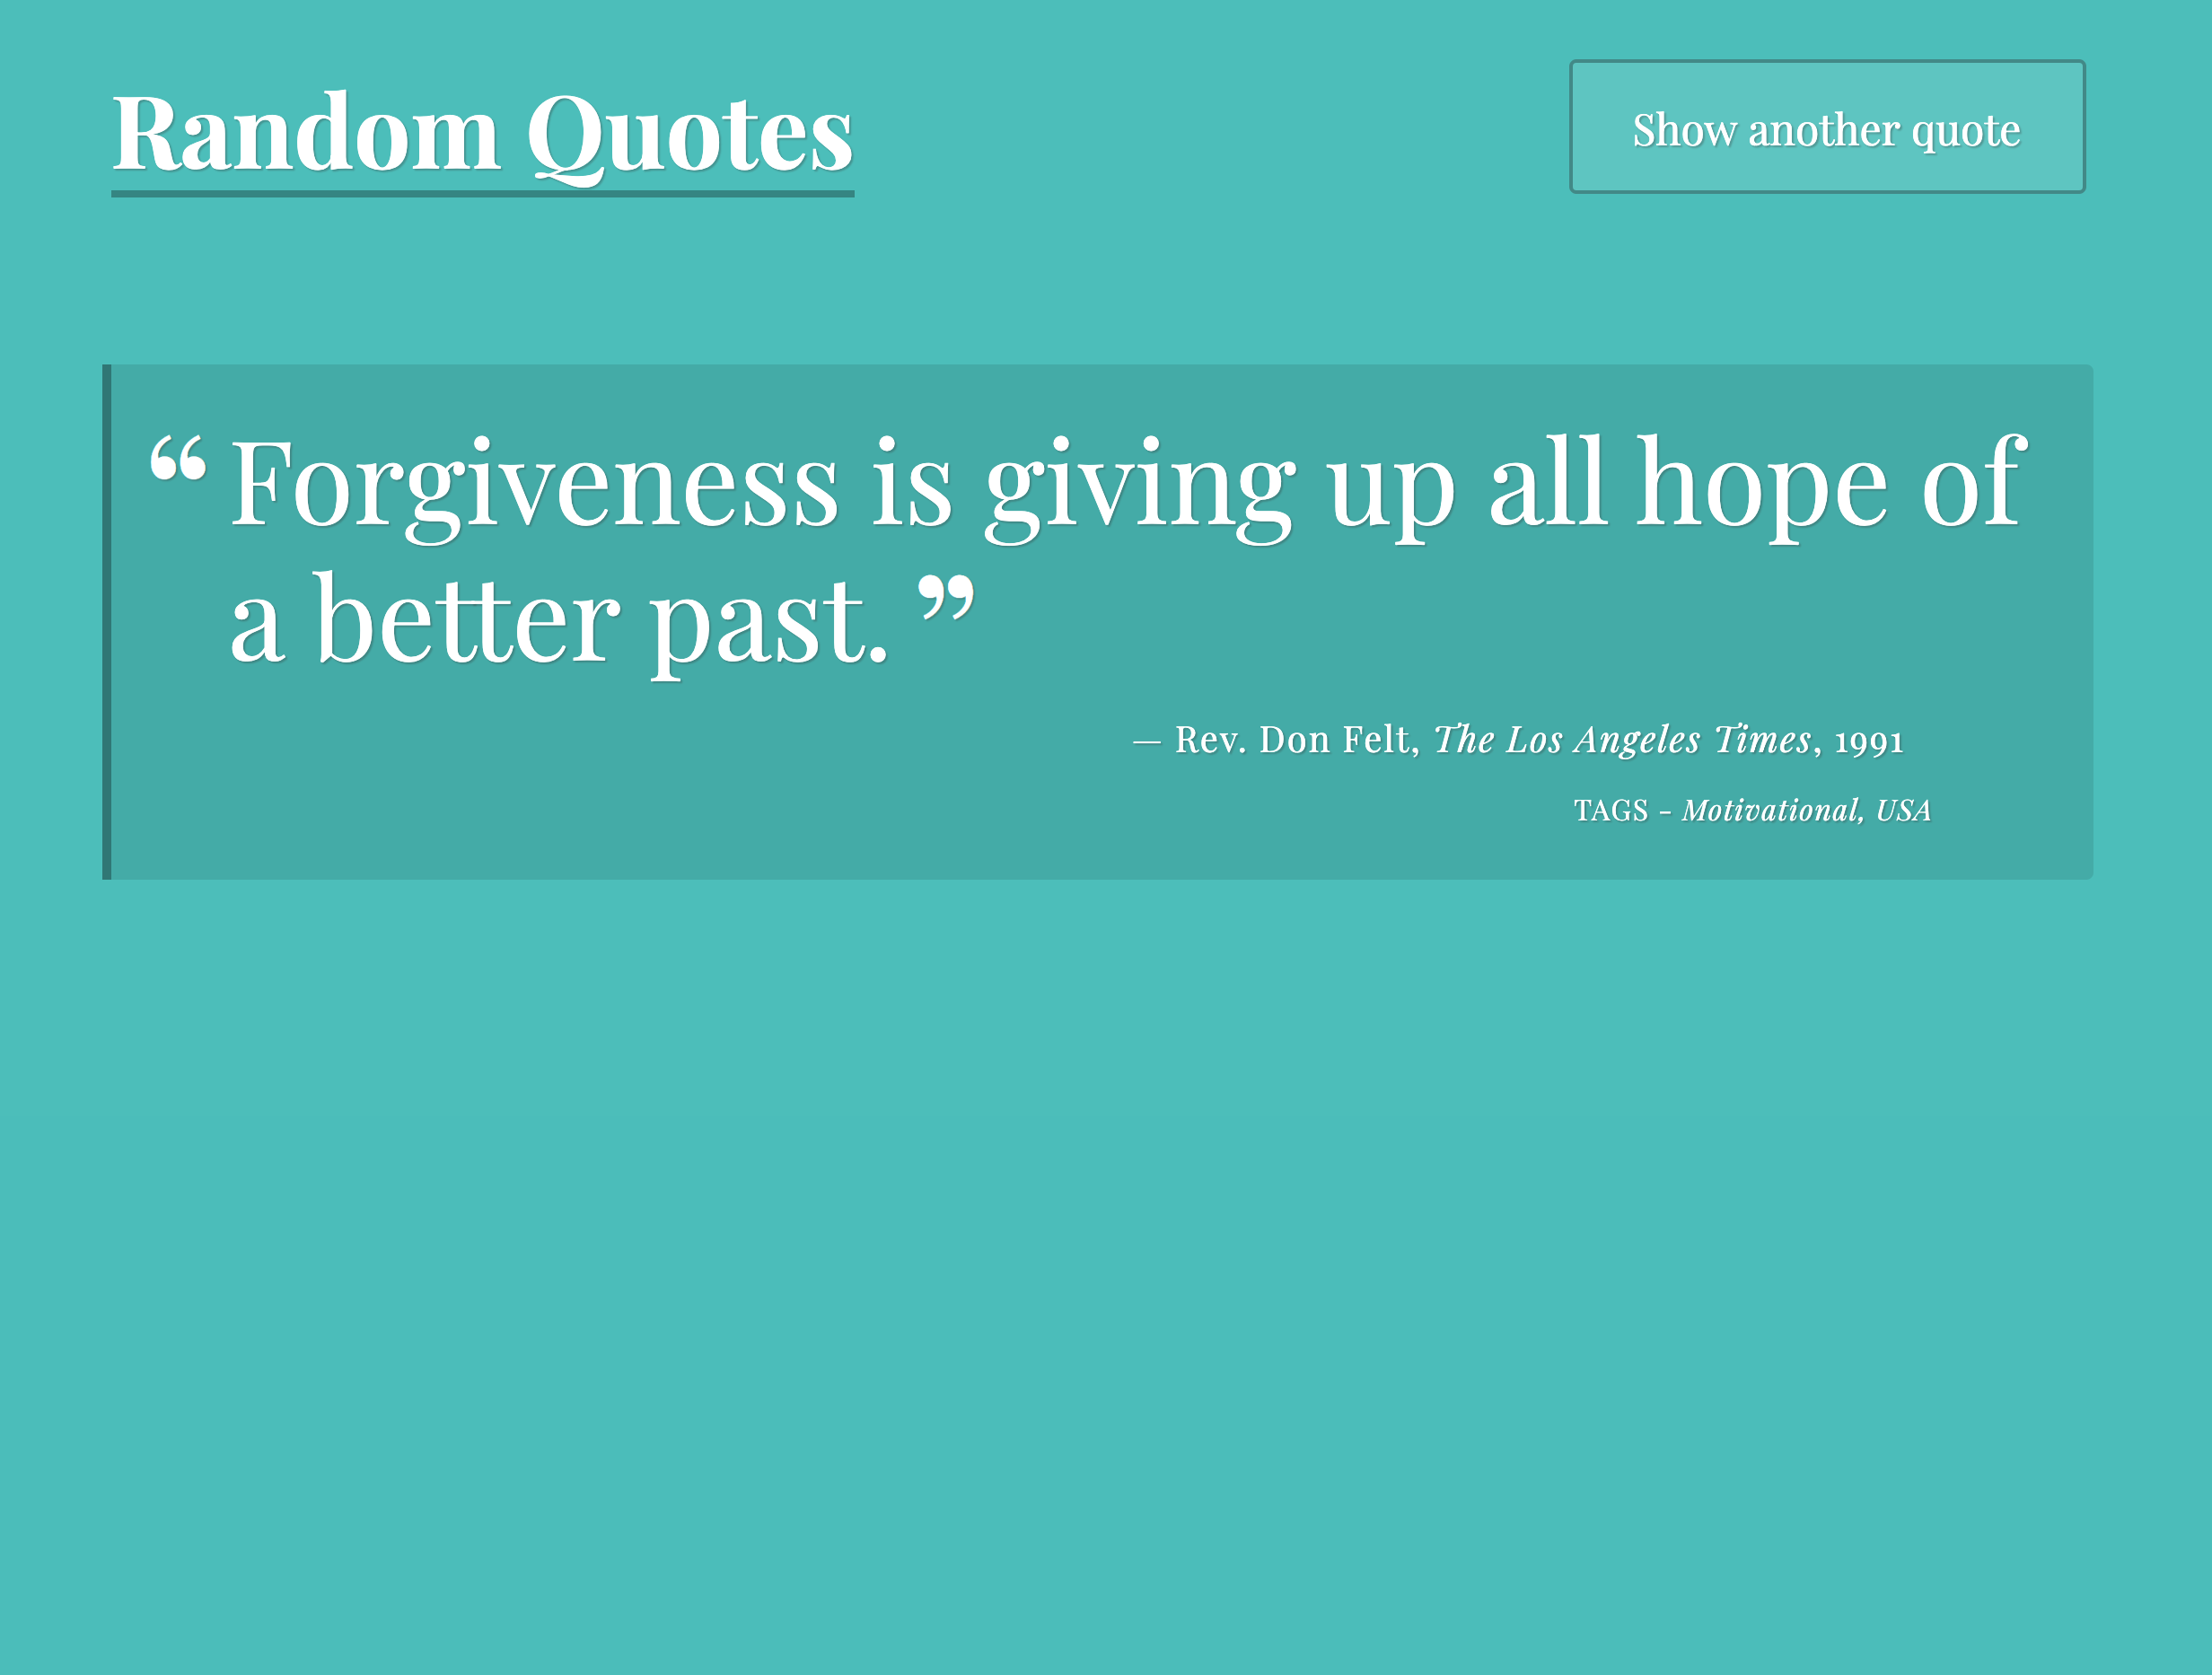 Random Quotes
Show another quote
“ Forgiveness is giving up all hope of
a better past. ”
— Rev. Don Felt, The Los Angeles Times, 1991
TAGS – Motivational, USA